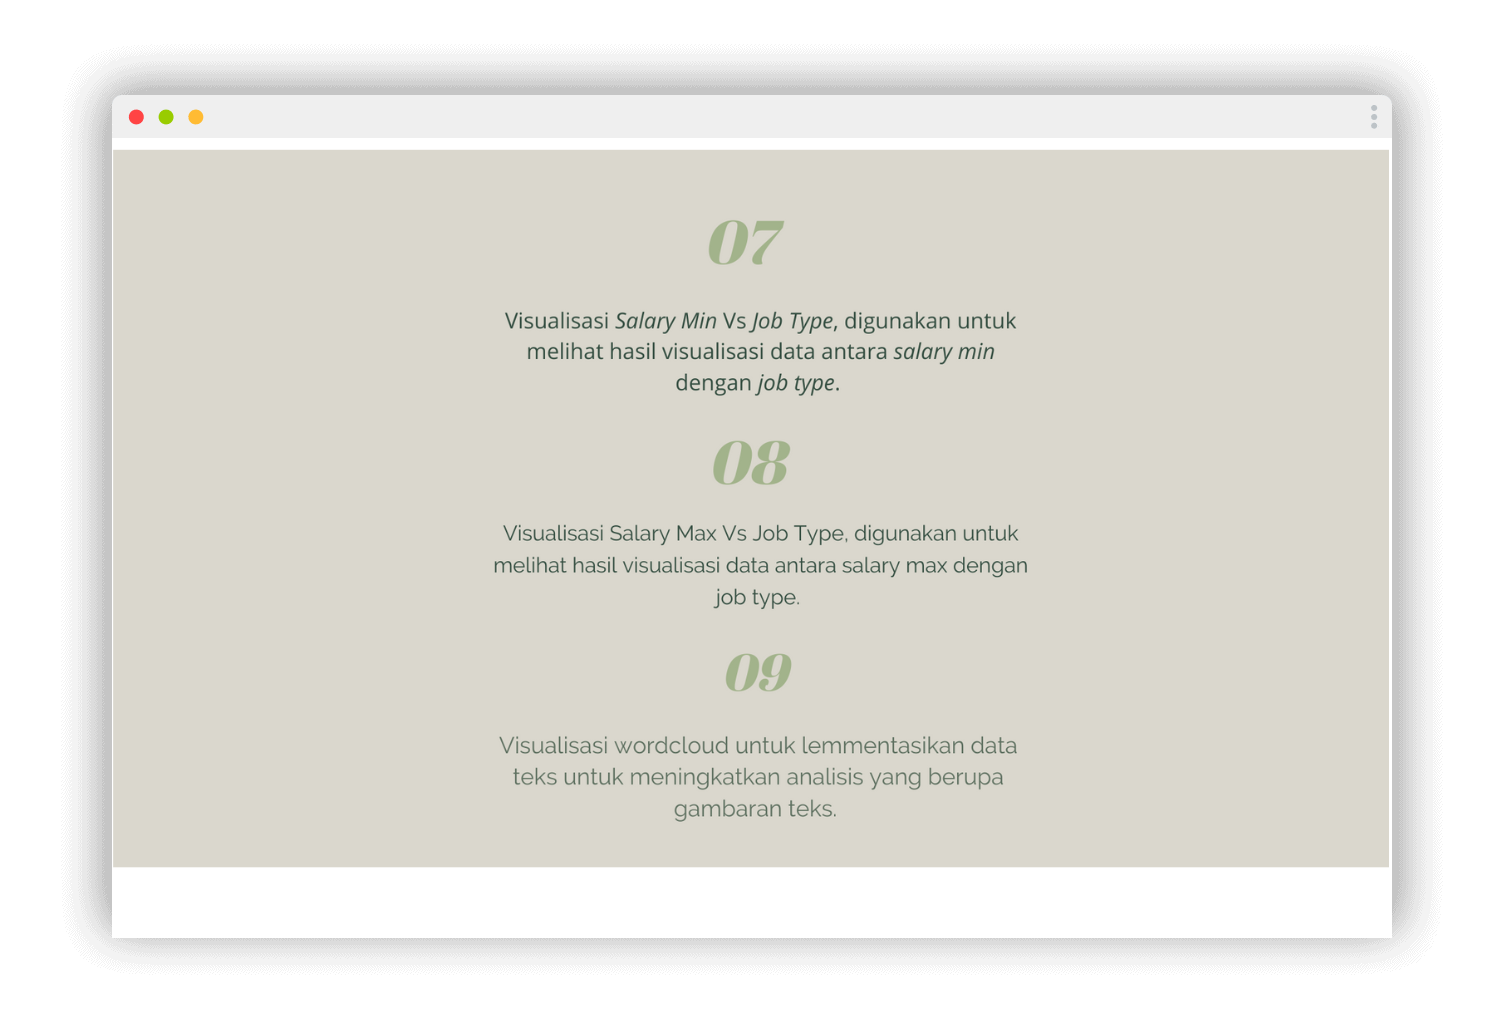 07
Visualisasi Salary Min Vs Job Type, digunakan untuk
melihat hasil visualisasi data antara salary min
dengan job type.
08
Visualisasi Salary Max Vs Job Type, digunakan untuk
melihat hasil visualisasi data antara salary max dengan
job type.
09
Visualisasi wordcloud untuk lemmentasikan data
teks untuk meningkatkan analisis yang berupa
gambaran teks.